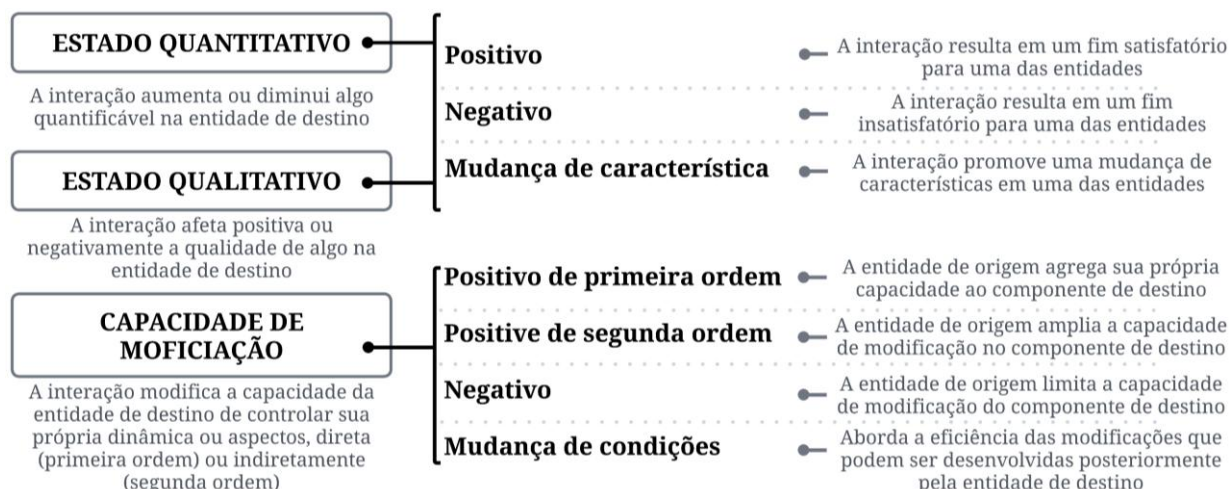 ESTADO QUANTITATIVO
A interação aumenta ou diminui algo
quantificável na entidade de destino
ESTADO QUALITATIVO
A interação afeta positiva ou
negativamente a qualidade de algo na
entidade de destino
Positivo
A interação resulta em um fim satisfatório
para uma das entidades
Negativo
A interação resulta em um fim
insatisfatório para uma das entidades
Mudança de característica
A interação promove uma mudança de
características em uma das entidades
CAPACIDADE DE
MOFICIAÇÃO
A interação modifica a capacidade da
entidade de destino de controlar sua
própria dinâmica ou aspectos, direta
(primeira ordem) ou indiretamente
(segunda ordem)
Positivo de primeira ordem
A entidade de origem agrega sua própria
capacidade ao componente de destino
Positive de segunda ordem
A entidade de origem amplia a capacidade
de modificação no componente de destino
Negativo
A entidade de origem limita a capacidade
de modificação do componente de destino
Mudança de condições
Aborda a eficiência das modificações que
podem ser desenvolvidas posteriormente
pela entidade de destino